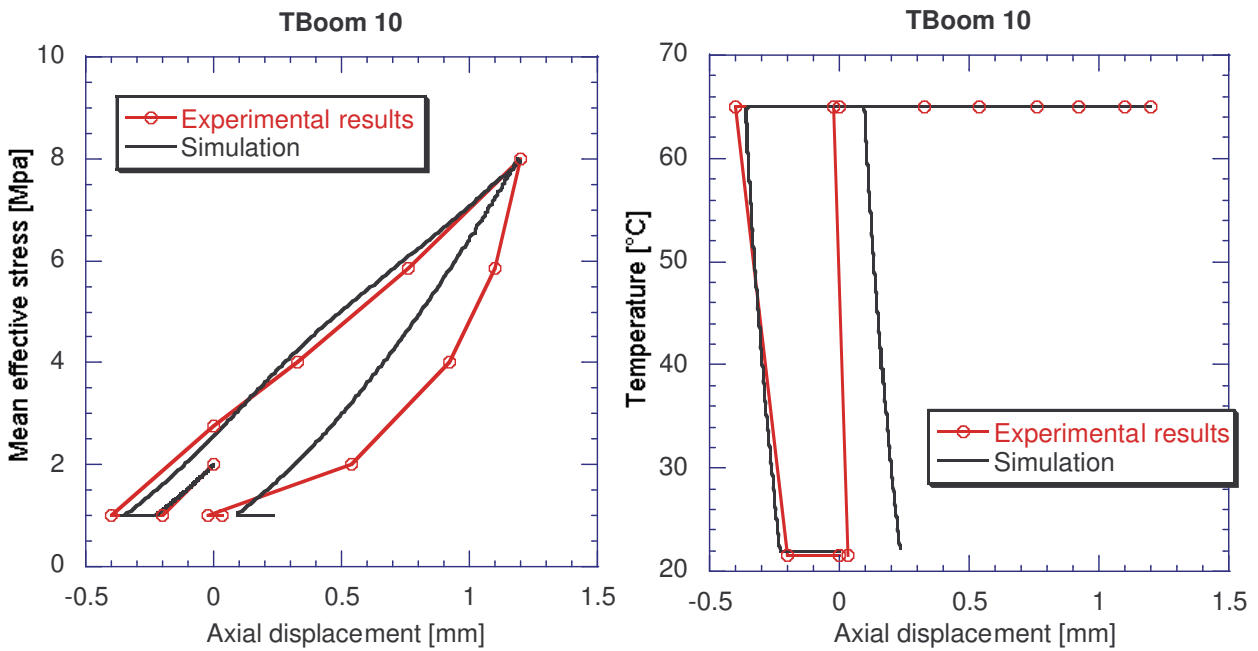 TBoom 10
10
8
6
4
2
0
Mean effective stress [Mpa]
Experimental results
Simulation
-0.5
0
0.5
1
1.5
Axial displacement [mm]
TBoom 10
70
60
50
40
30
20
Temperature [°C]
Experimental results
Simulation
-0.5
0
0.5
1
1.5
Axial displacement [mm]